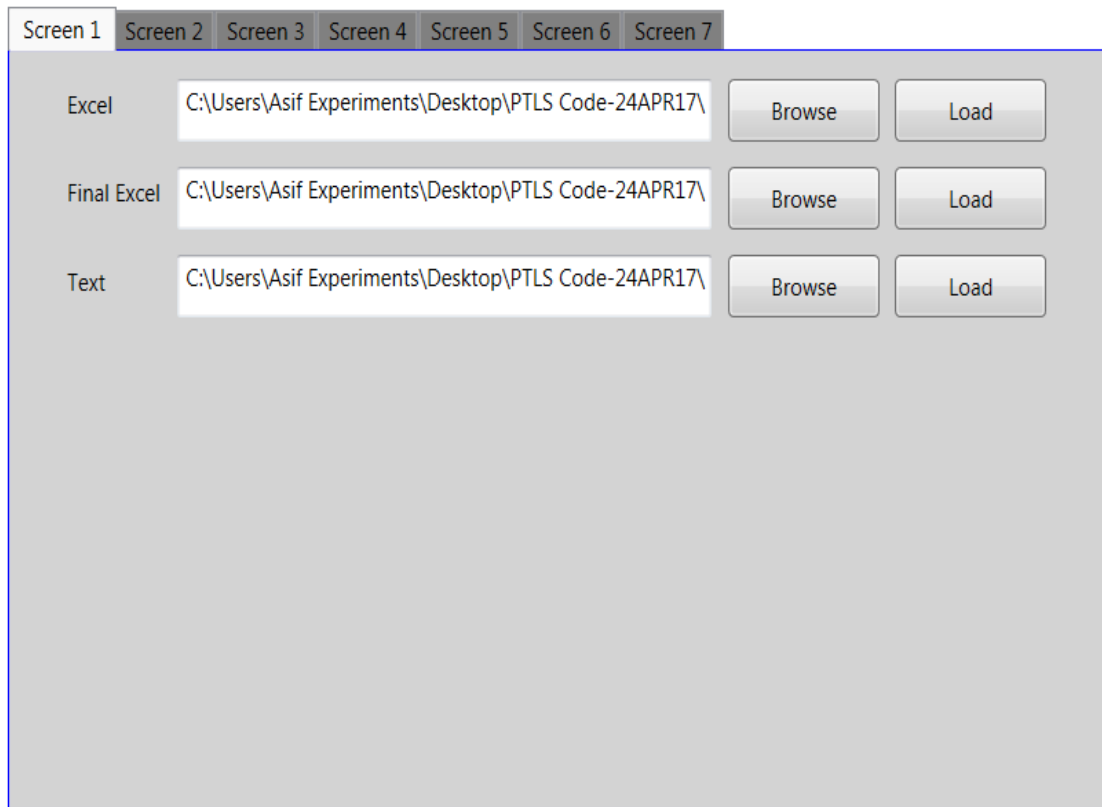 Screen 1 Screen 2 Screen 3 Screen 4 Screen 5 Screen 6 Screen 7
Excel C:\Users\Asif Experiments\Desktop\PTLS Code-24APR17\ Browse Load
Final Excel C:\Users\Asif Experiments\Desktop\PTLS Code-24APR17\ Browse Load
Text C:\Users\Asif Experiments\Desktop\PTLS Code-24APR17\ Browse Load